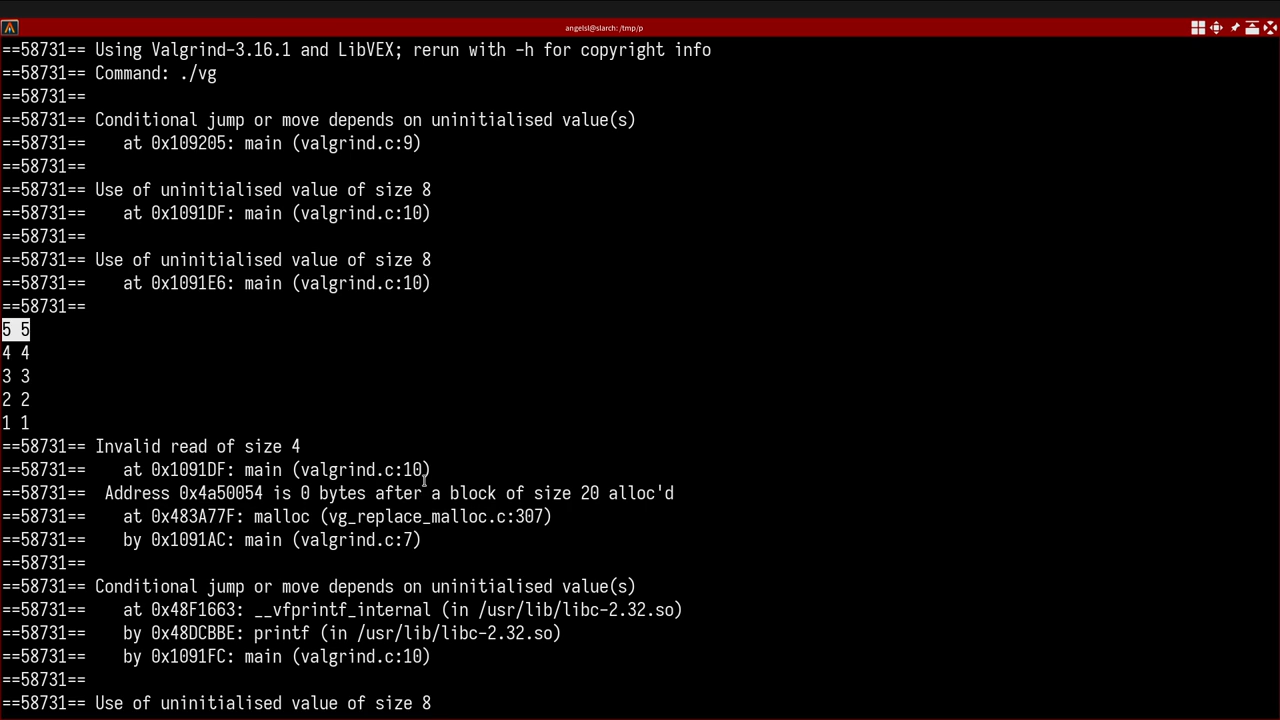 angelsl@slarch: /tmp/p
==58731== Using Valgrind-3.16.1 and LibVEX; rerun with -h for copyright info
==58731== Command: ./vg
==58731==
==58731== Conditional jump or move depends on uninitialised value(s)
==58731==    at 0x109205: main (valgrind.c:9)
==58731==
==58731== Use of uninitialised value of size 8
==58731==    at 0x1091DF: main (valgrind.c:10)
==58731==
==58731== Use of uninitialised value of size 8
==58731==    at 0x1091E6: main (valgrind.c:10)
==58731==
5 5
4 4
3 3
2 2
1 1
==58731== Invalid read of size 4
==58731==    at 0x1091DF: main (valgrind.c:10)
==58731==  Address 0x4a50054 is 0 bytes after a block of size 20 alloc'd
==58731==    at 0x483A77F: malloc (vg_replace_malloc.c:307)
==58731==    by 0x1091AC: main (valgrind.c:7)
==58731==
==58731== Conditional jump or move depends on uninitialised value(s)
==58731==    at 0x48F1663: __vfprintf_internal (in /usr/lib/libc-2.32.so)
==58731==    by 0x48DCBBE: printf (in /usr/lib/libc-2.32.so)
==58731==    by 0x1091FC: main (valgrind.c:10)
==58731==
==58731== Use of uninitialised value of size 8